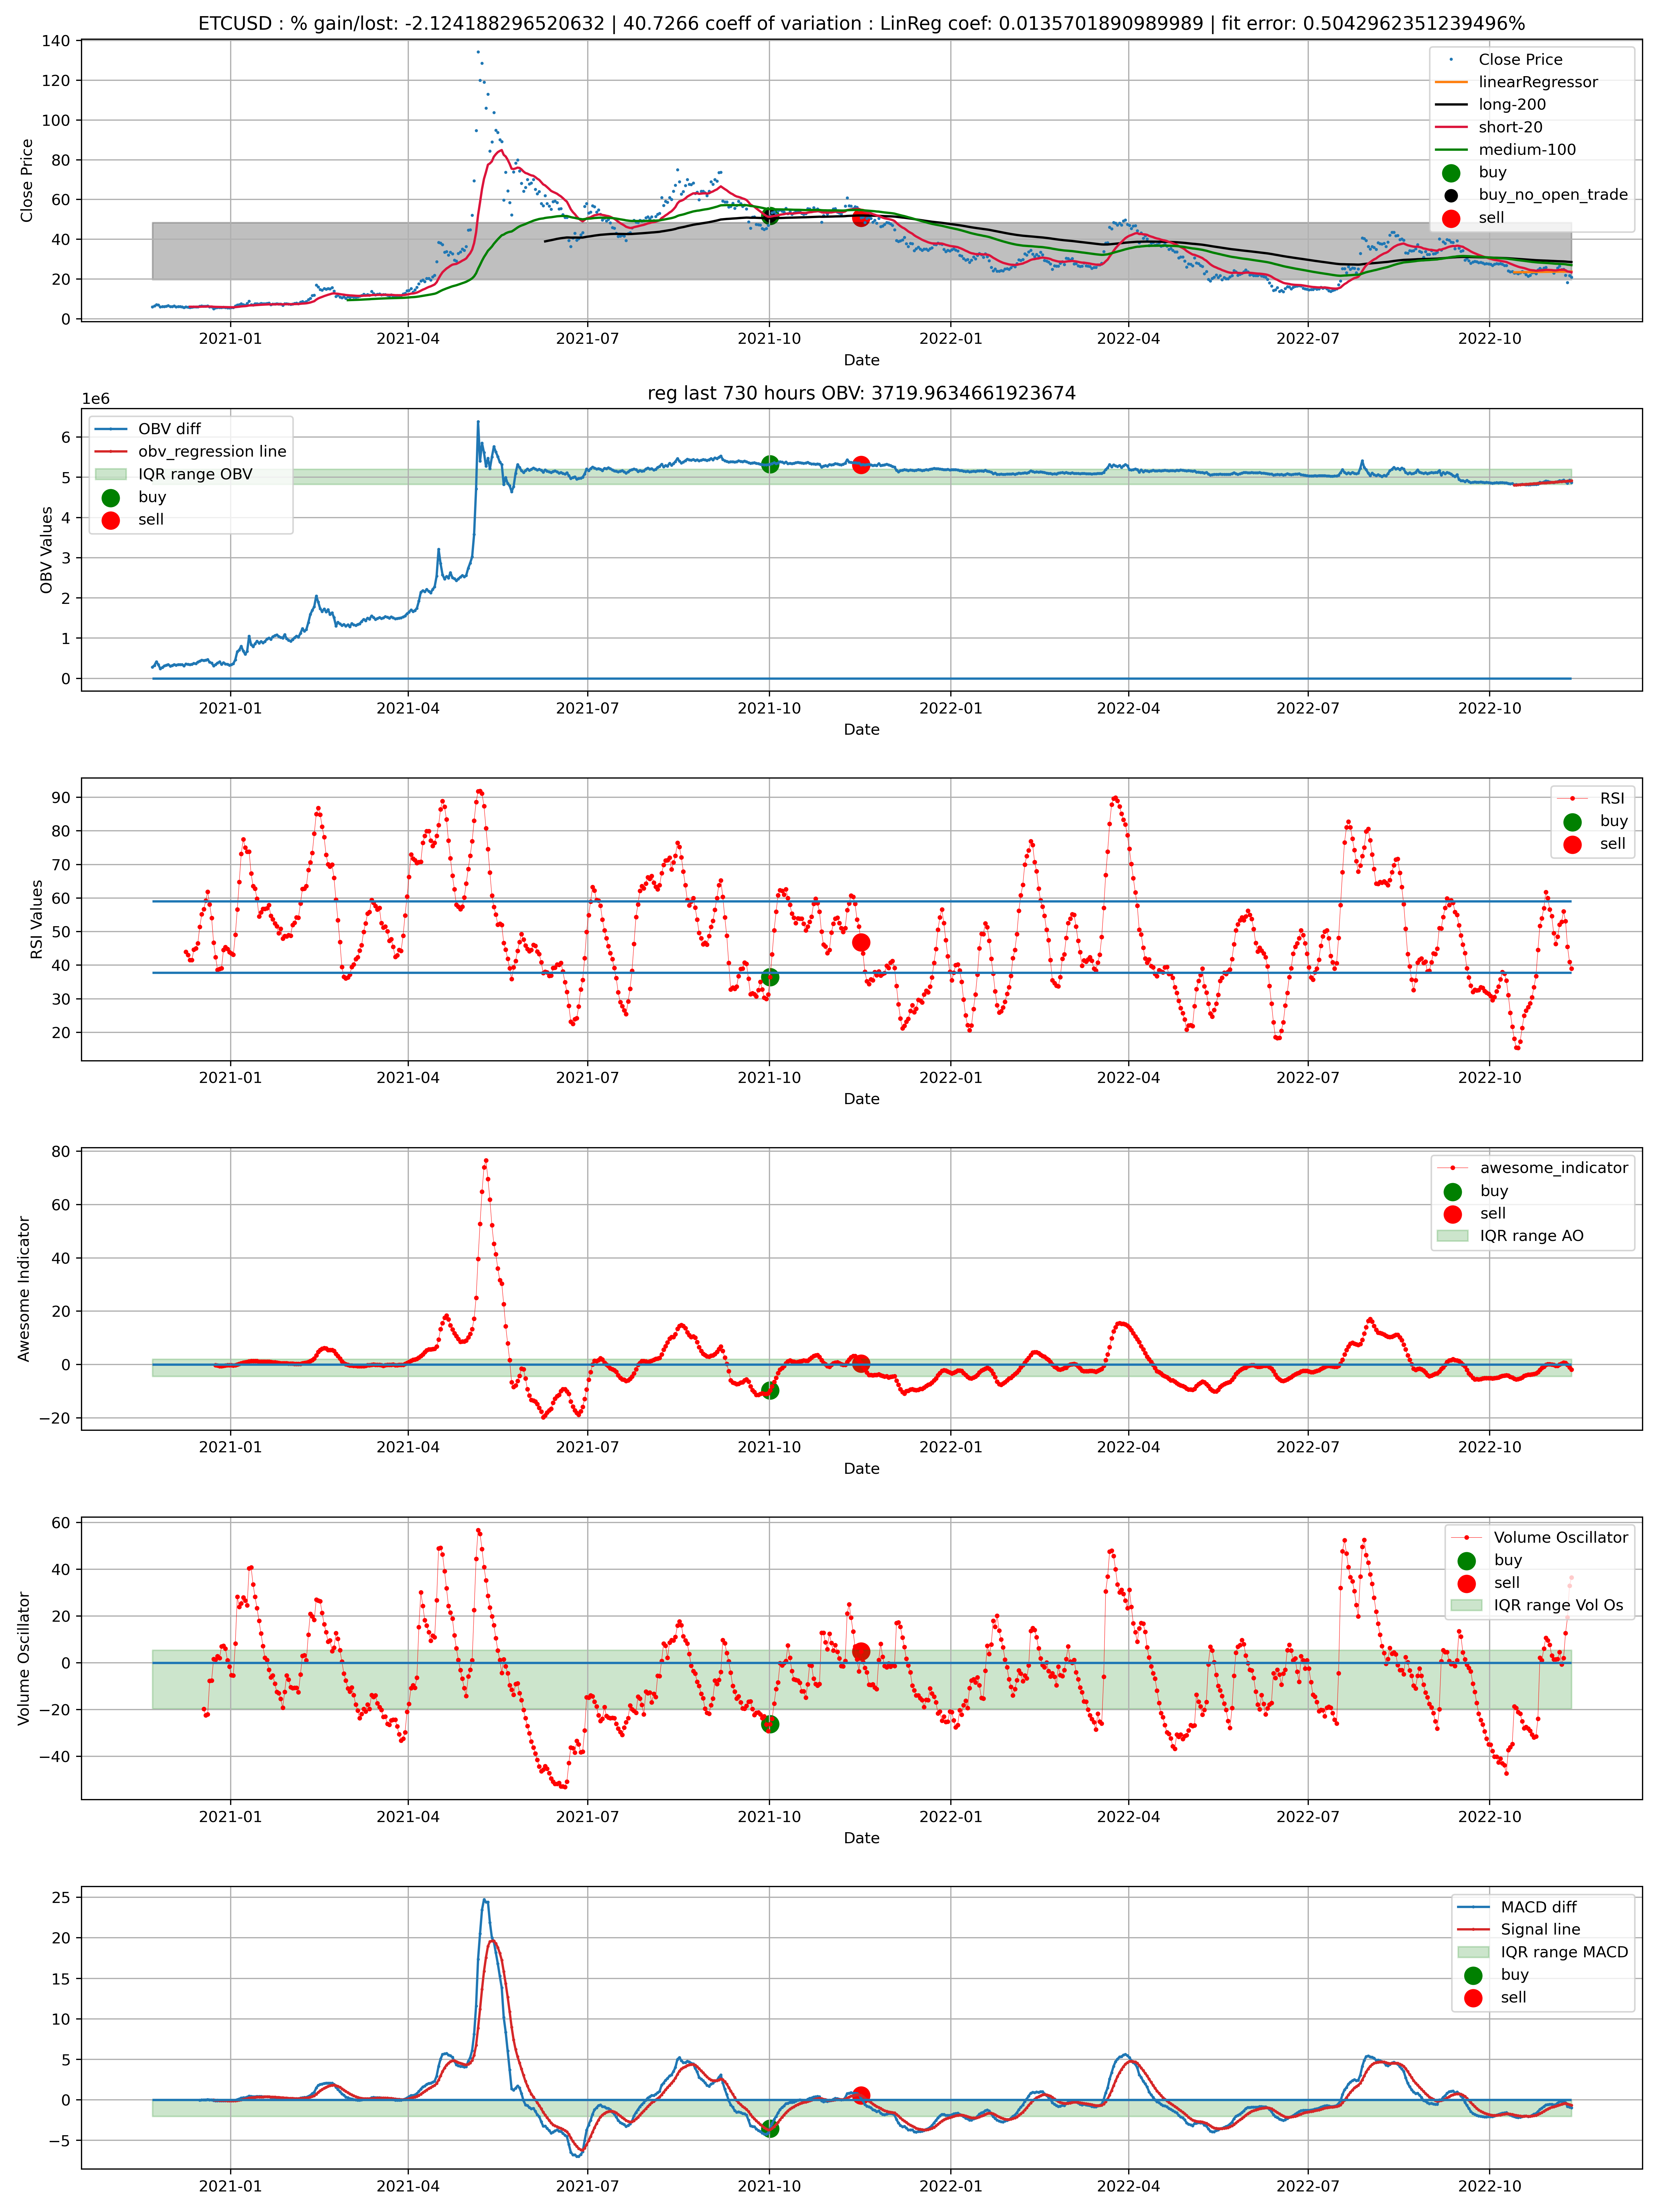 ETCUSD : % gain/lost: -2.124188296520632 | 40.7266 coeff of variation : LinReg coef: 0.0135701890989989 | fit error: 0.5042962351239496%
140
120
100
80
60
40
20
0
Close Price
Close Price
linearRegressor
long-200
short-20
medium-100
buy
buy_no_open_trade
sell
2021-01 2021-04 2021-07 2021-10 2022-01 2022-04 2022-07 2022-10
Date
reg last 730 hours OBV: 3719.9634661923674
1e6
6
5
4
3
2
1
0
OBV Values
OBV diff
obv_regression line
IQR range OBV
buy
sell
2021-01 2021-04 2021-07 2021-10 2022-01 2022-04 2022-07 2022-10
Date
90
80
70
60
50
40
30
20
RSI Values
RSI
buy
sell
2021-01 2021-04 2021-07 2021-10 2022-01 2022-04 2022-07 2022-10
Date
80
60
40
20
0
−20
Awesome Indicator
awesome_indicator
buy
sell
IQR range AO
2021-01 2021-04 2021-07 2021-10 2022-01 2022-04 2022-07 2022-10
Date
60
40
20
0
−20
−40
Volume Oscillator
Volume Oscillator
buy
sell
IQR range Vol Os
2021-01 2021-04 2021-07 2021-10 2022-01 2022-04 2022-07 2022-10
Date
25
20
15
10
5
0
−5
MACD diff
Signal line
IQR range MACD
buy
sell
2021-01 2021-04 2021-07 2021-10 2022-01 2022-04 2022-07 2022-10